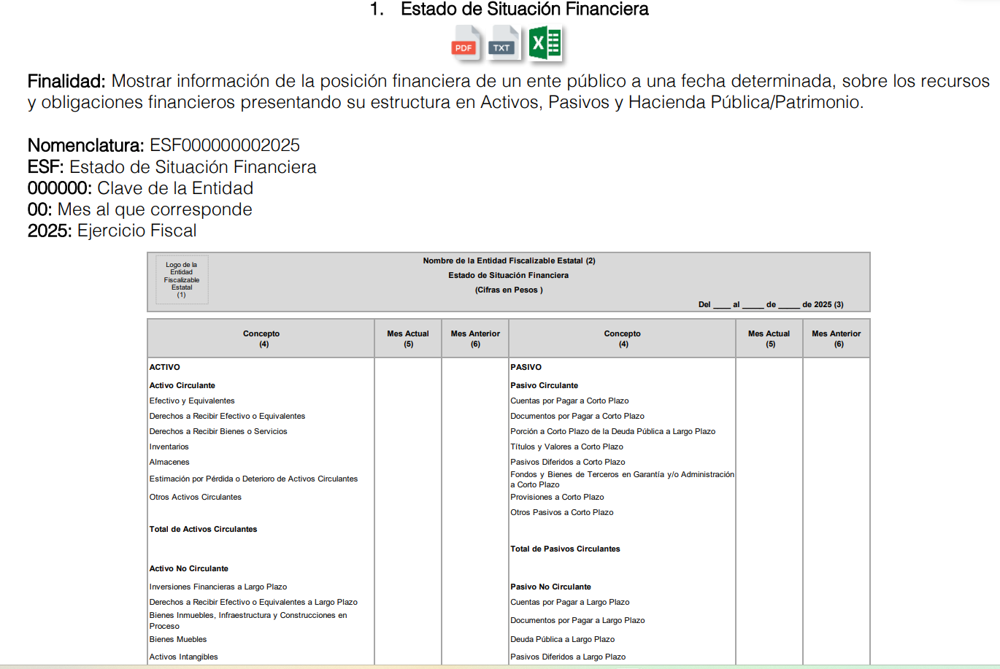 1. Estado de Situación Financiera
PDF TXT X
Finalidad: Mostrar información de la posición financiera de un ente público a una fecha determinada, sobre los recursos
y obligaciones financieros presentando su estructura en Activos, Pasivos y Hacienda Pública/Patrimonio.
Nomenclatura: ESF000000002025
ESF: Estado de Situación Financiera
000000: Clave de la Entidad
00: Mes al que corresponde
2025: Ejercicio Fiscal
Logo de la
Entidad
Fiscalizable
Estatal
(1)
Nombre de la Entidad Fiscalizable Estatal (2)
Estado de Situación Financiera
(Cifras en Pesos )
Del ____ al _____ de _____ de 2025 (3)
Concepto
(4)
Mes Actual
(5)
Mes Anterior
(6)
Concepto
(4)
Mes Actual
(5)
Mes Anterior
(6)
ACTIVO
Activo Circulante
Efectivo y Equivalentes
Derechos a Recibir Efectivo o Equivalentes
Derechos a Recibir Bienes o Servicios
Inventarios
Almacenes
Estimación por Pérdida o Deterioro de Activos Circulantes
Otros Activos Circulantes
Total de Activos Circulantes
Activo No Circulante
Inversiones Financieras a Largo Plazo
Derechos a Recibir Efectivo o Equivalentes a Largo Plazo
Bienes Inmuebles, Infraestructura y Construcciones en
Proceso
Bienes Muebles
Activos Intangibles
PASIVO
Pasivo Circulante
Cuentas por Pagar a Corto Plazo
Documentos por Pagar a Corto Plazo
Porción a Corto Plazo de la Deuda Pública a Largo Plazo
Títulos y Valores a Corto Plazo
Pasivos Diferidos a Corto Plazo
Fondos y Bienes de Terceros en Garantía y/o Administración
a Corto Plazo
Provisiones a Corto Plazo
Otros Pasivos a Corto Plazo
Total de Pasivos Circulantes
Pasivo No Circulante
Cuentas por Pagar a Largo Plazo
Documentos por Pagar a Largo Plazo
Deuda Pública a Largo Plazo
Pasivos Diferidos a Largo Plazo